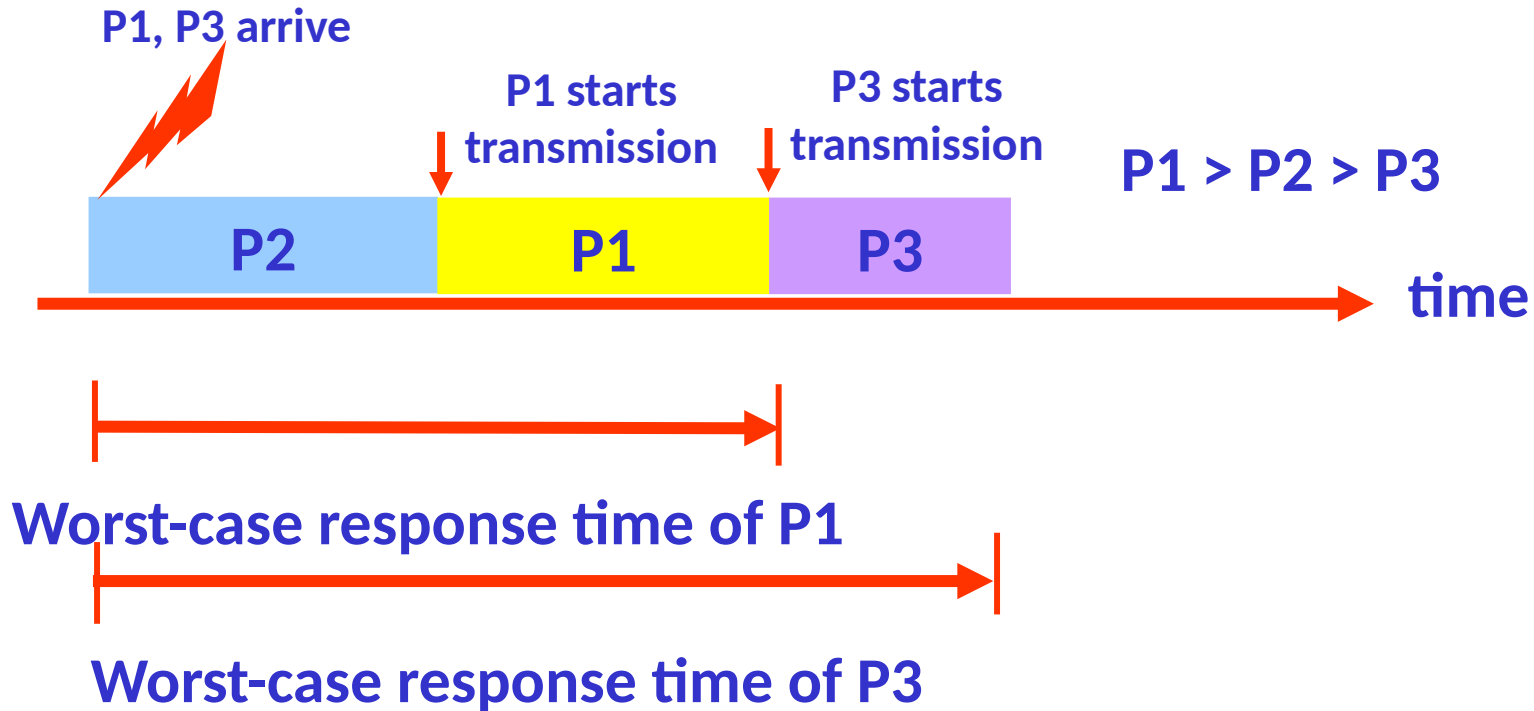 P1, P3 arrive
P1 starts
transmission
P3 starts
transmission
P1 > P2 > P3
P2
P1
P3
time
Worst-case response time of P1
Worst-case response time of P3